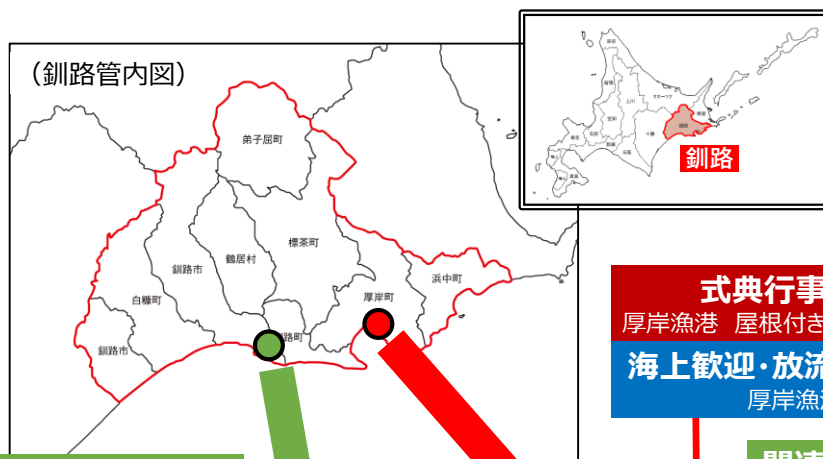 （釧路管内図）
弟子屈町
標茶町
鶴居村
釧路市
白糠町
釧路市
厚岸町
浜中町
路町
釧路
式典行事
厚岸漁港 屋根付き
海上歓迎・放流
厚岸漁